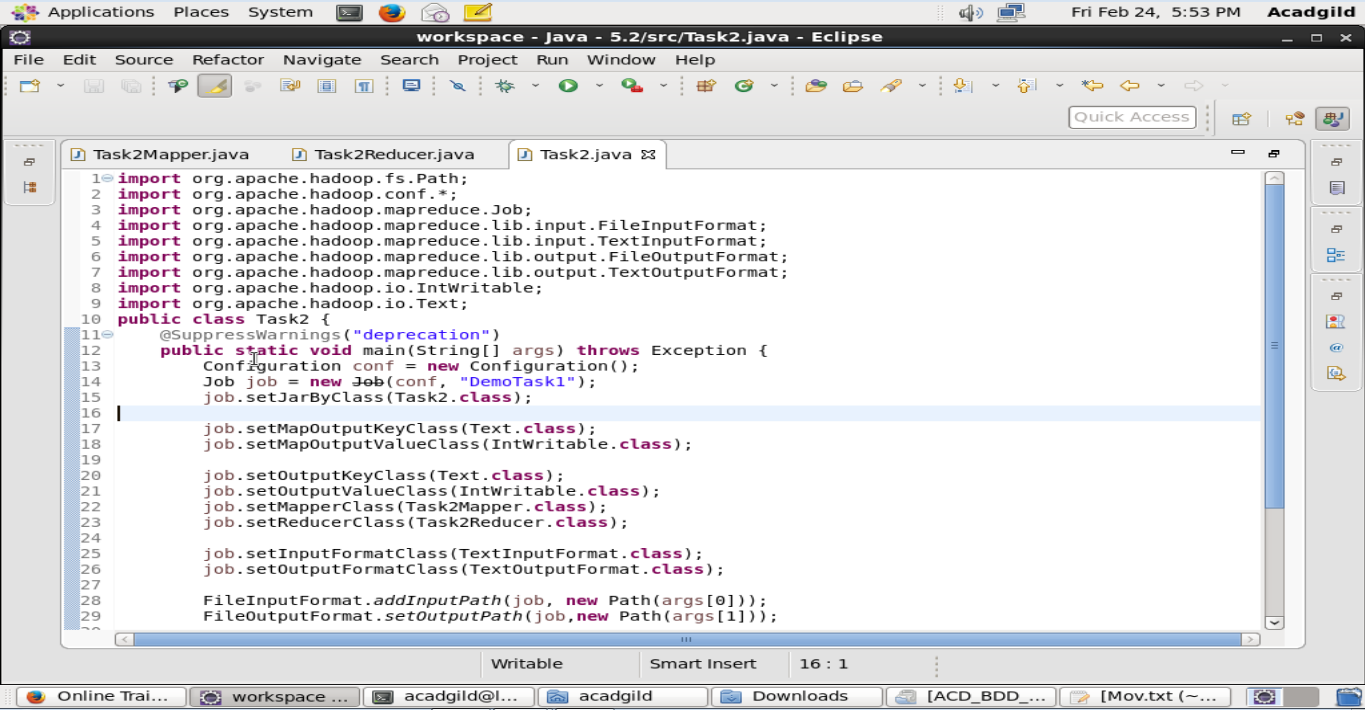 Applications Places System Fri Feb 24, 5:53 PM Acadgild
workspace - Java - 5.2/src/Task2.java - Eclipse
File Edit Source Refactor Navigate Search Project Run Window Help
Quick Access
Task2Mapper.java Task2Reducer.java Task2.java
1 import org.apache.hadoop.fs.Path;
2 import org.apache.hadoop.conf.*;
3 import org.apache.hadoop.mapreduce.Job;
4 import org.apache.hadoop.mapreduce.lib.input.FileInputFormat;
5 import org.apache.hadoop.mapreduce.lib.input.TextInputFormat;
6 import org.apache.hadoop.mapreduce.lib.output.FileOutputFormat;
7 import org.apache.hadoop.mapreduce.lib.output.TextOutputFormat;
8 import org.apache.hadoop.io.IntWritable;
9 import org.apache.hadoop.io.Text;
10 public class Task2 {
11 @SuppressWarnings("deprecation")
12 public static void main(String[] args) throws Exception {
13 Configuration conf = new Configuration();
14 Job job = new Job(conf, "DemoTask1");
15 job.setJarByClass(Task2.class);
16
17 job.setMapOutputKeyClass(Text.class);
18 job.setMapOutputValueClass(IntWritable.class);
19
20 job.setOutputKeyClass(Text.class);
21 job.setOutputValueClass(IntWritable.class);
22 job.setMapperClass(Task2Mapper.class);
23 job.setReducerClass(Task2Reducer.class);
24
25 job.setInputFormatClass(TextInputFormat.class);
26 job.setOutputFormatClass(TextOutputFormat.class);
27
28 FileInputFormat.addInputPath(job, new Path(args[0]));
29 FileOutputFormat.setOutputPath(job,new Path(args[1]));
Writable Smart Insert 16 : 1
Online Trai... workspace ... acadgild@l... acadgild Downloads [ACD_BDD_... [Mov.txt (~...